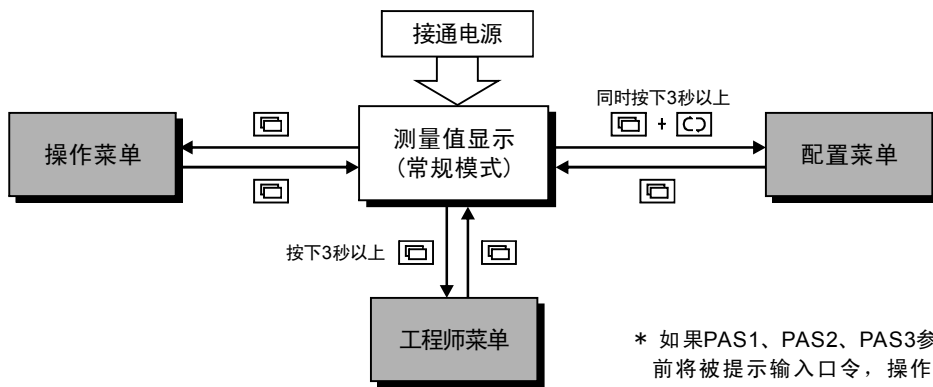 接通电源
同时按下3秒以上
+
操作菜单
测量值显示
(常规模式)
配置菜单
按下3秒以上
工程师菜单
* 如果PAS1、PAS2、PAS3参
前将被提示输入口令，操作